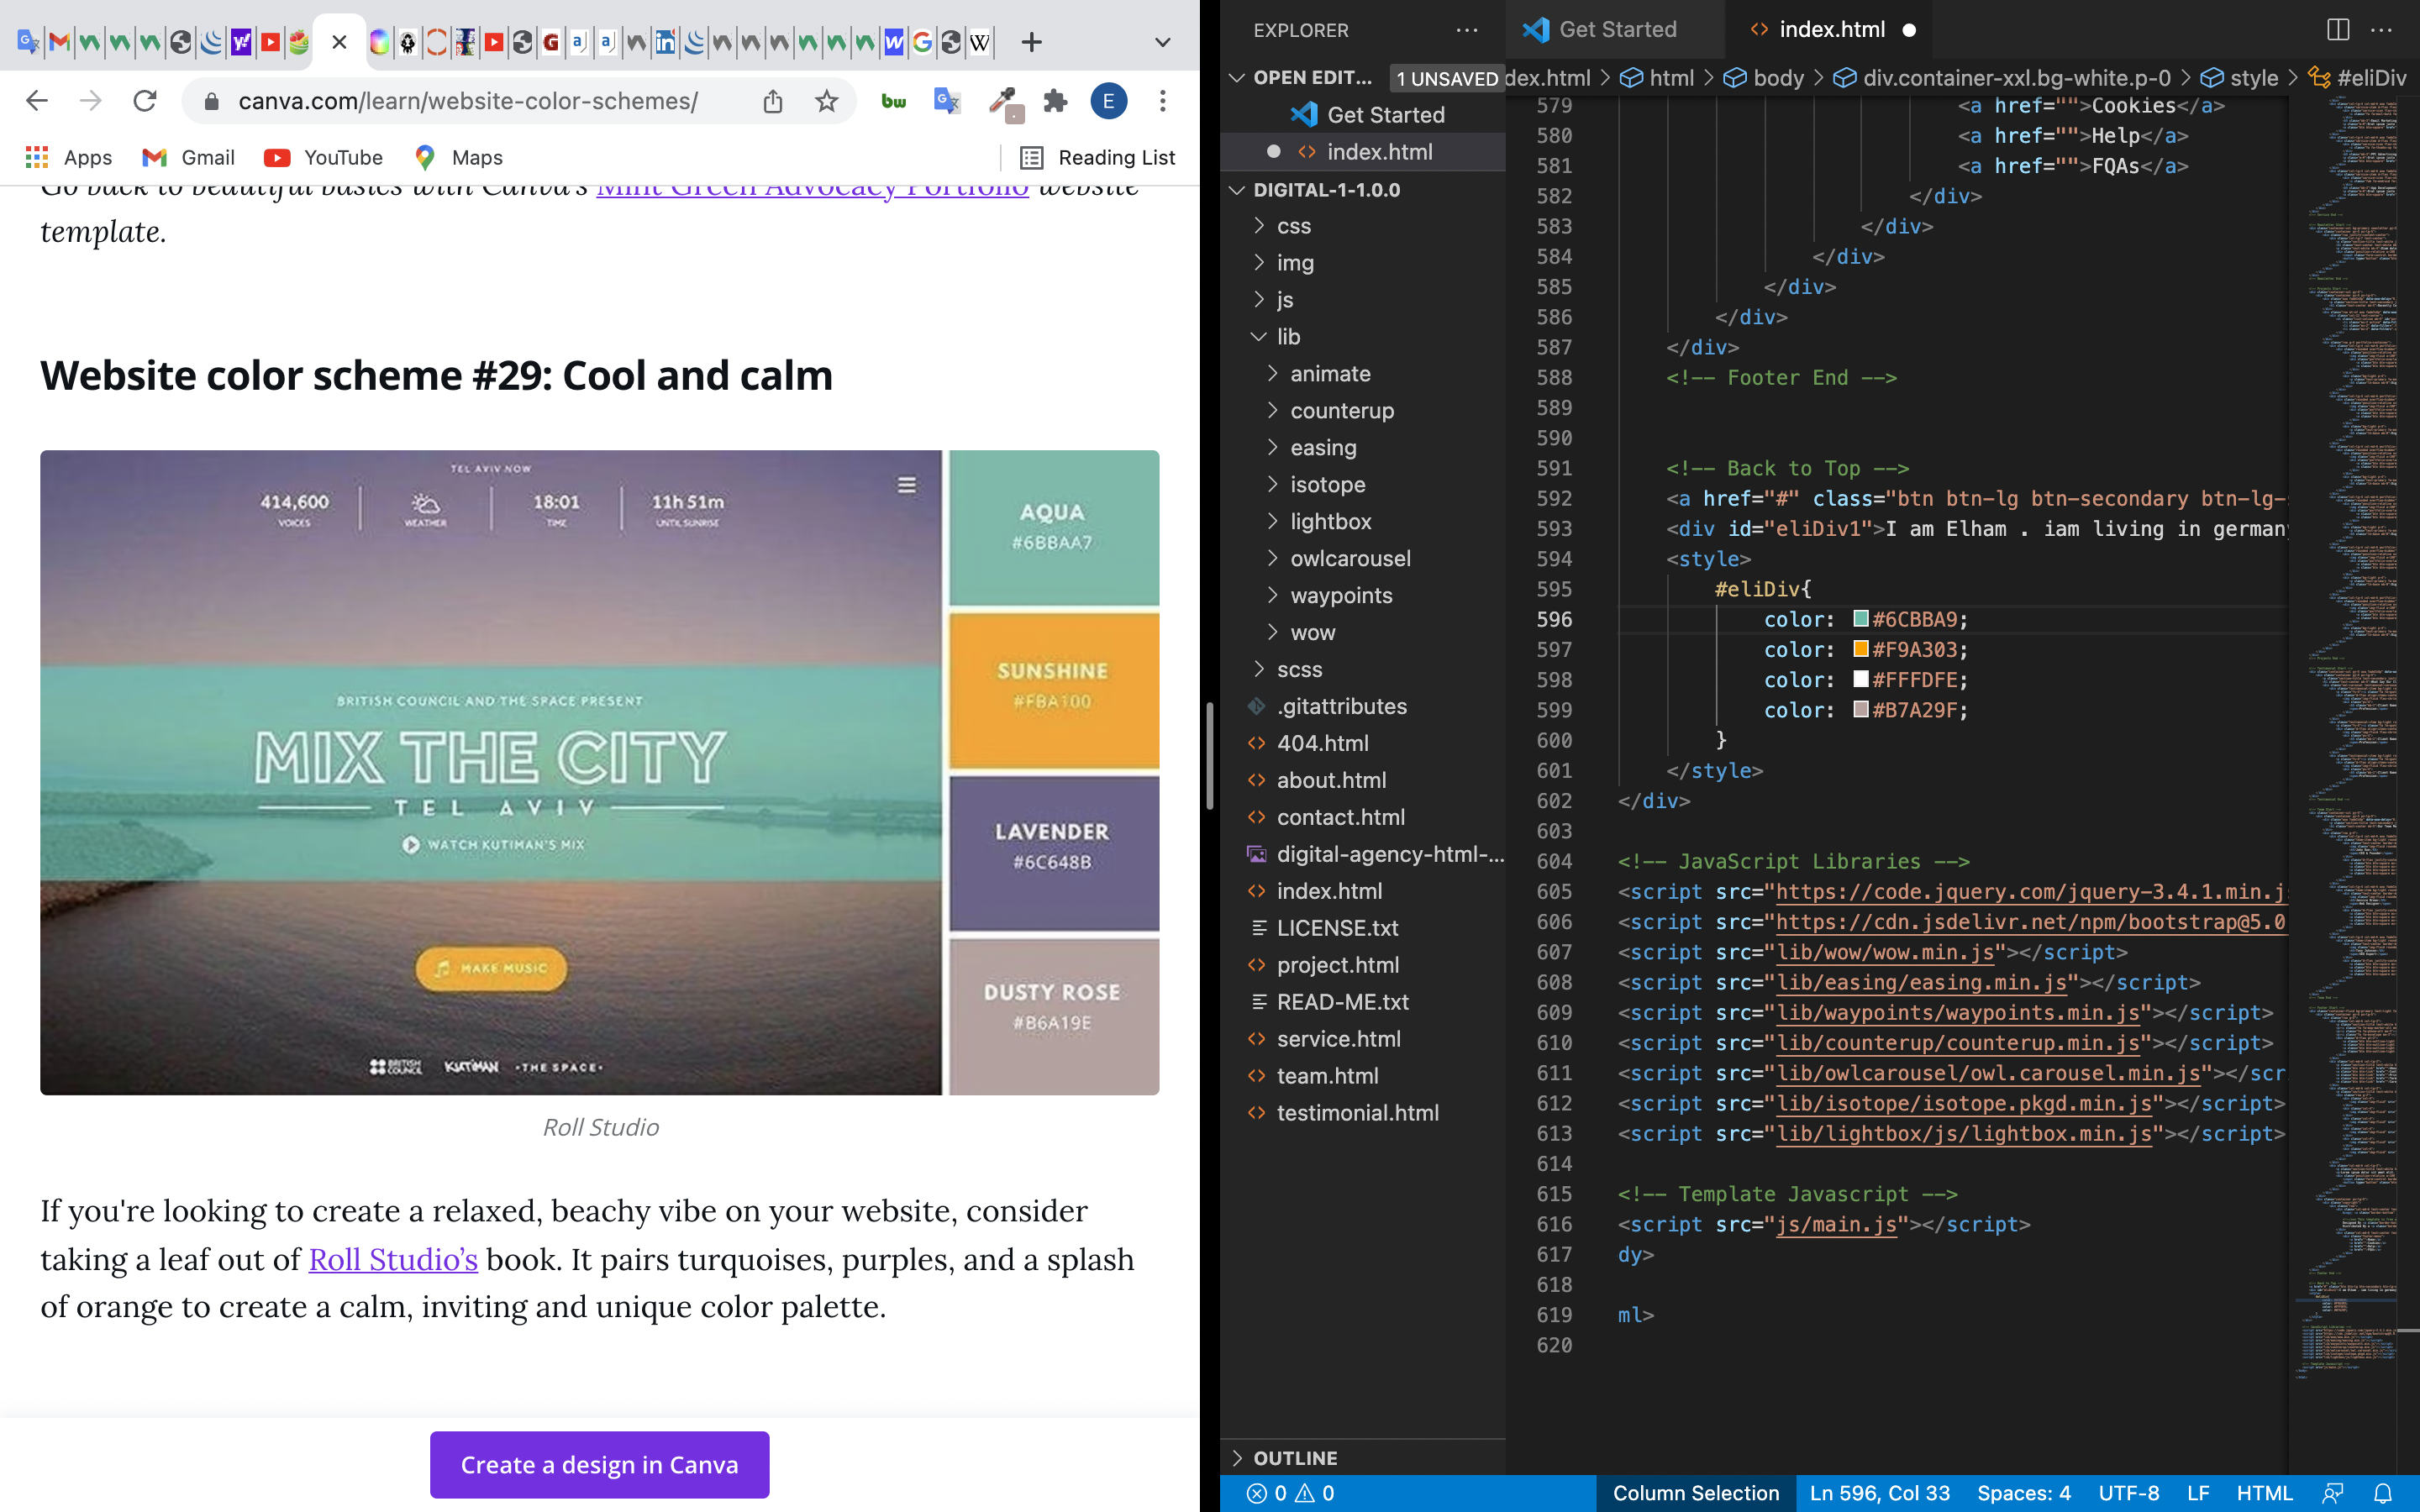 canva.com/learn/website-color-schemes/
E
Apps
Gmail
YouTube
Maps
Reading List
Go back to beautiful basics with Canva's Mint Green Advocacy Portfolio website
template.
Website color scheme #29: Cool and calm
TEL AVIV NOW
414,600
VOICES
WEATHER
18:01
TIME
11h 51m
UNTIL SUNRISE
BRITISH COUNCIL AND THE SPACE PRESENT
MIX THE CITY
TEL AVIV
WATCH KUTIMAN'S MIX
MAKE MUSIC
BRITISH COUNCIL
KUTIMAN
·THE SPACE·
AQUA
#6BBAA7
SUNSHINE
#FBA100
LAVENDER
#6C648B
DUSTY ROSE
#B6A19E
Roll Studio
If you're looking to create a relaxed, beachy vibe on your website, consider
taking a leaf out of Roll Studio’s book. It pairs turquoises, purples, and a splash
of orange to create a calm, inviting and unique color palette.
Create a design in Canva
EXPLORER
OPEN EDIT...
1 UNSAVED
Get Started
index.html
DIGITAL-1-1.0.0
css
img
js
lib
animate
counterup
easing
isotope
lightbox
owlcarousel
waypoints
wow
scss
.gitattributes
404.html
about.html
contact.html
digital-agency-html-...
index.html
LICENSE.txt
project.html
READ-ME.txt
service.html
team.html
testimonial.html
OUTLINE
Get Started
index.html
dex.html > html > body > div.container-xxl.bg-white.p-0 > style > #eliDiv
579 <a href="">Cookies</a>
580 <a href="">Help</a>
581 <a href="">FQAs</a>
582 </div>
583 </div>
584 </div>
585 </div>
586 </div>
587 </div>
588 <!-- Footer End -->
589
590
591 <!-- Back to Top -->
592 <a href="#" class="btn btn-lg btn-secondary btn-lg-
593 <div id="eliDiv1">I am Elham . iam living in germany
594 <style>
595 #eliDiv{
596 color: #6CBBA9;
597 color: #F9A303;
598 color: #FFFDFE;
599 color: #B7A29F;
600 }
601 </style>
602 </div>
603
604 <!-- JavaScript Libraries -->
605 <script src="https://code.jquery.com/jquery-3.4.1.min.j
606 <script src="https://cdn.jsdelivr.net/npm/bootstrap@5.0
607 <script src="lib/wow/wow.min.js"></script>
608 <script src="lib/easing/easing.min.js"></script>
609 <script src="lib/waypoints/waypoints.min.js"></script>
610 <script src="lib/counterup/counterup.min.js"></script>
611 <script src="lib/owlcarousel/owl.carousel.min.js"></scr
612 <script src="lib/isotope/isotope.pkgd.min.js"></script>
613 <script src="lib/lightbox/js/lightbox.min.js"></script>
614
615 <!-- Template Javascript -->
616 <script src="js/main.js"></script>
617 dy>
618
619 ml>
620
0 0
Column Selection
Ln 596, Col 33
Spaces: 4
UTF-8
LF
HTML